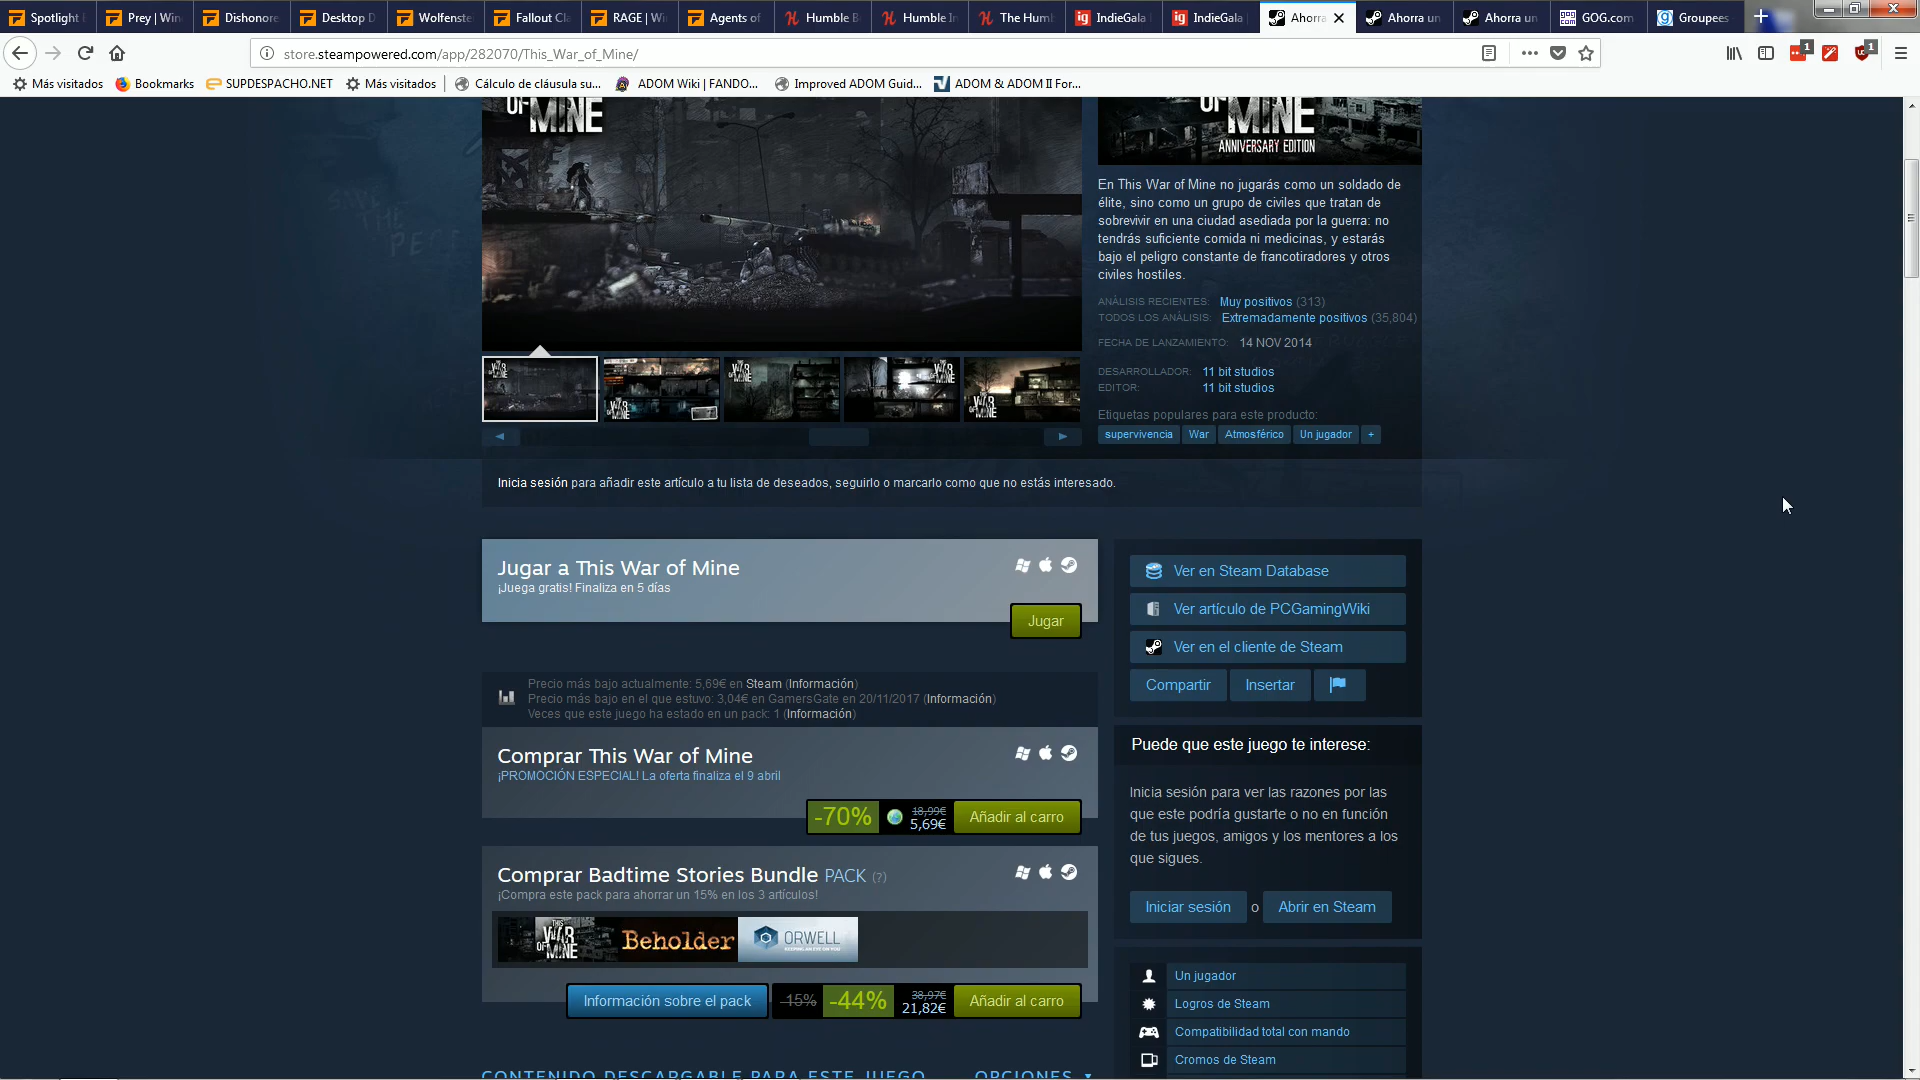 Spotlight
Prey | Win
Dishonore
Desktop D
Wolfenste
Fallout Cla
RAGE | Wi
Agents of
Humble B
Humble In
The Humb
IndieGala
IndieGala
Ahorra
Ahorra un
Ahorra un
GOG.com
Groupees
store.steampowered.com/app/282070/This_War_of_Mine/
1
1
Más visitados
Bookmarks
SUPDESPACHO.NET
Más visitados
Cálculo de cláusula su...
ADOM Wiki | FANDO...
Improved ADOM Guid...
ADOM & ADOM II For...
OF MINE
OF MINE
ANNIVERSARY EDITION
En This War of Mine no jugarás como un soldado de
élite, sino como un grupo de civiles que tratan de
sobrevivir en una ciudad asediada por la guerra: no
tendrás suficiente comida ni medicinas, y estarás
bajo el peligro constante de francotiradores y otros
civiles hostiles.
ANÁLISIS RECIENTES: Muy positivos (313)
TODOS LOS ANÁLISIS: Extremadamente positivos (35,804)
FECHA DE LANZAMIENTO: 14 NOV 2014
DESARROLLADOR: 11 bit studios
EDITOR: 11 bit studios
Etiquetas populares para este producto:
supervivencia
War
Atmosférico
Un jugador
+
Inicia sesión para añadir este artículo a tu lista de deseados, seguirlo o marcarlo como que no estás interesado.
Jugar a This War of Mine
¡Juega gratis! Finaliza en 5 días
Jugar
Precio más bajo actualmente: 5,69€ en Steam (Información)
Precio más bajo en el que estuvo: 3,04€ en GamersGate en 20/11/2017 (Información)
Veces que este juego ha estado en un pack: 1 (Información)
Comprar This War of Mine
¡PROMOCIÓN ESPECIAL! La oferta finaliza el 9 abril
-70%
18,99€
5,69€
Añadir al carro
Comprar Badtime Stories Bundle PACK (?)
¡Compra este pack para ahorrar un 15% en los 3 artículos!
THIS WAR OF MINE
Beholder
ORWELL
Información sobre el pack
-15%
-44%
38,97€
21,82€
Añadir al carro
CONTENIDO DESCARGABLE PARA ESTE JUEGO
OPCIONES
Ver en Steam Database
Ver artículo de PCGamingWiki
Ver en el cliente de Steam
Compartir
Insertar
Puede que este juego te interese:
Inicia sesión para ver las razones por las
que este podría gustarte o no en función
de tus juegos, amigos y los mentores a los
que sigues.
Iniciar sesión o Abrir en Steam
Un jugador
Logros de Steam
Compatibilidad total con mando
Cromos de Steam